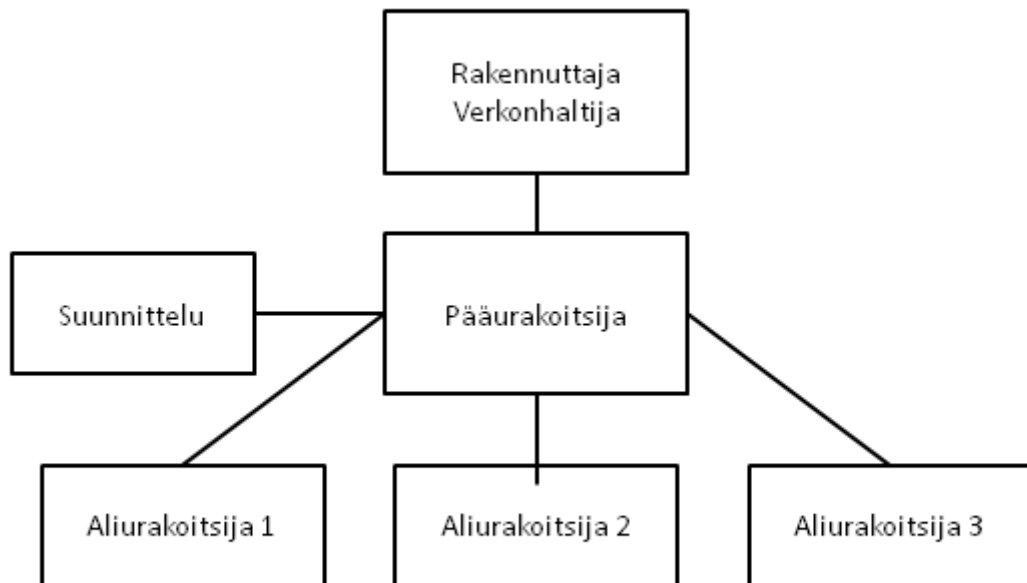 Rakennuttaja
Verkonhaltija
Suunnittelu
Pääurakoitsija
Aliurakoitsija 1
Aliurakoitsija 2
Aliurakoitsija 3